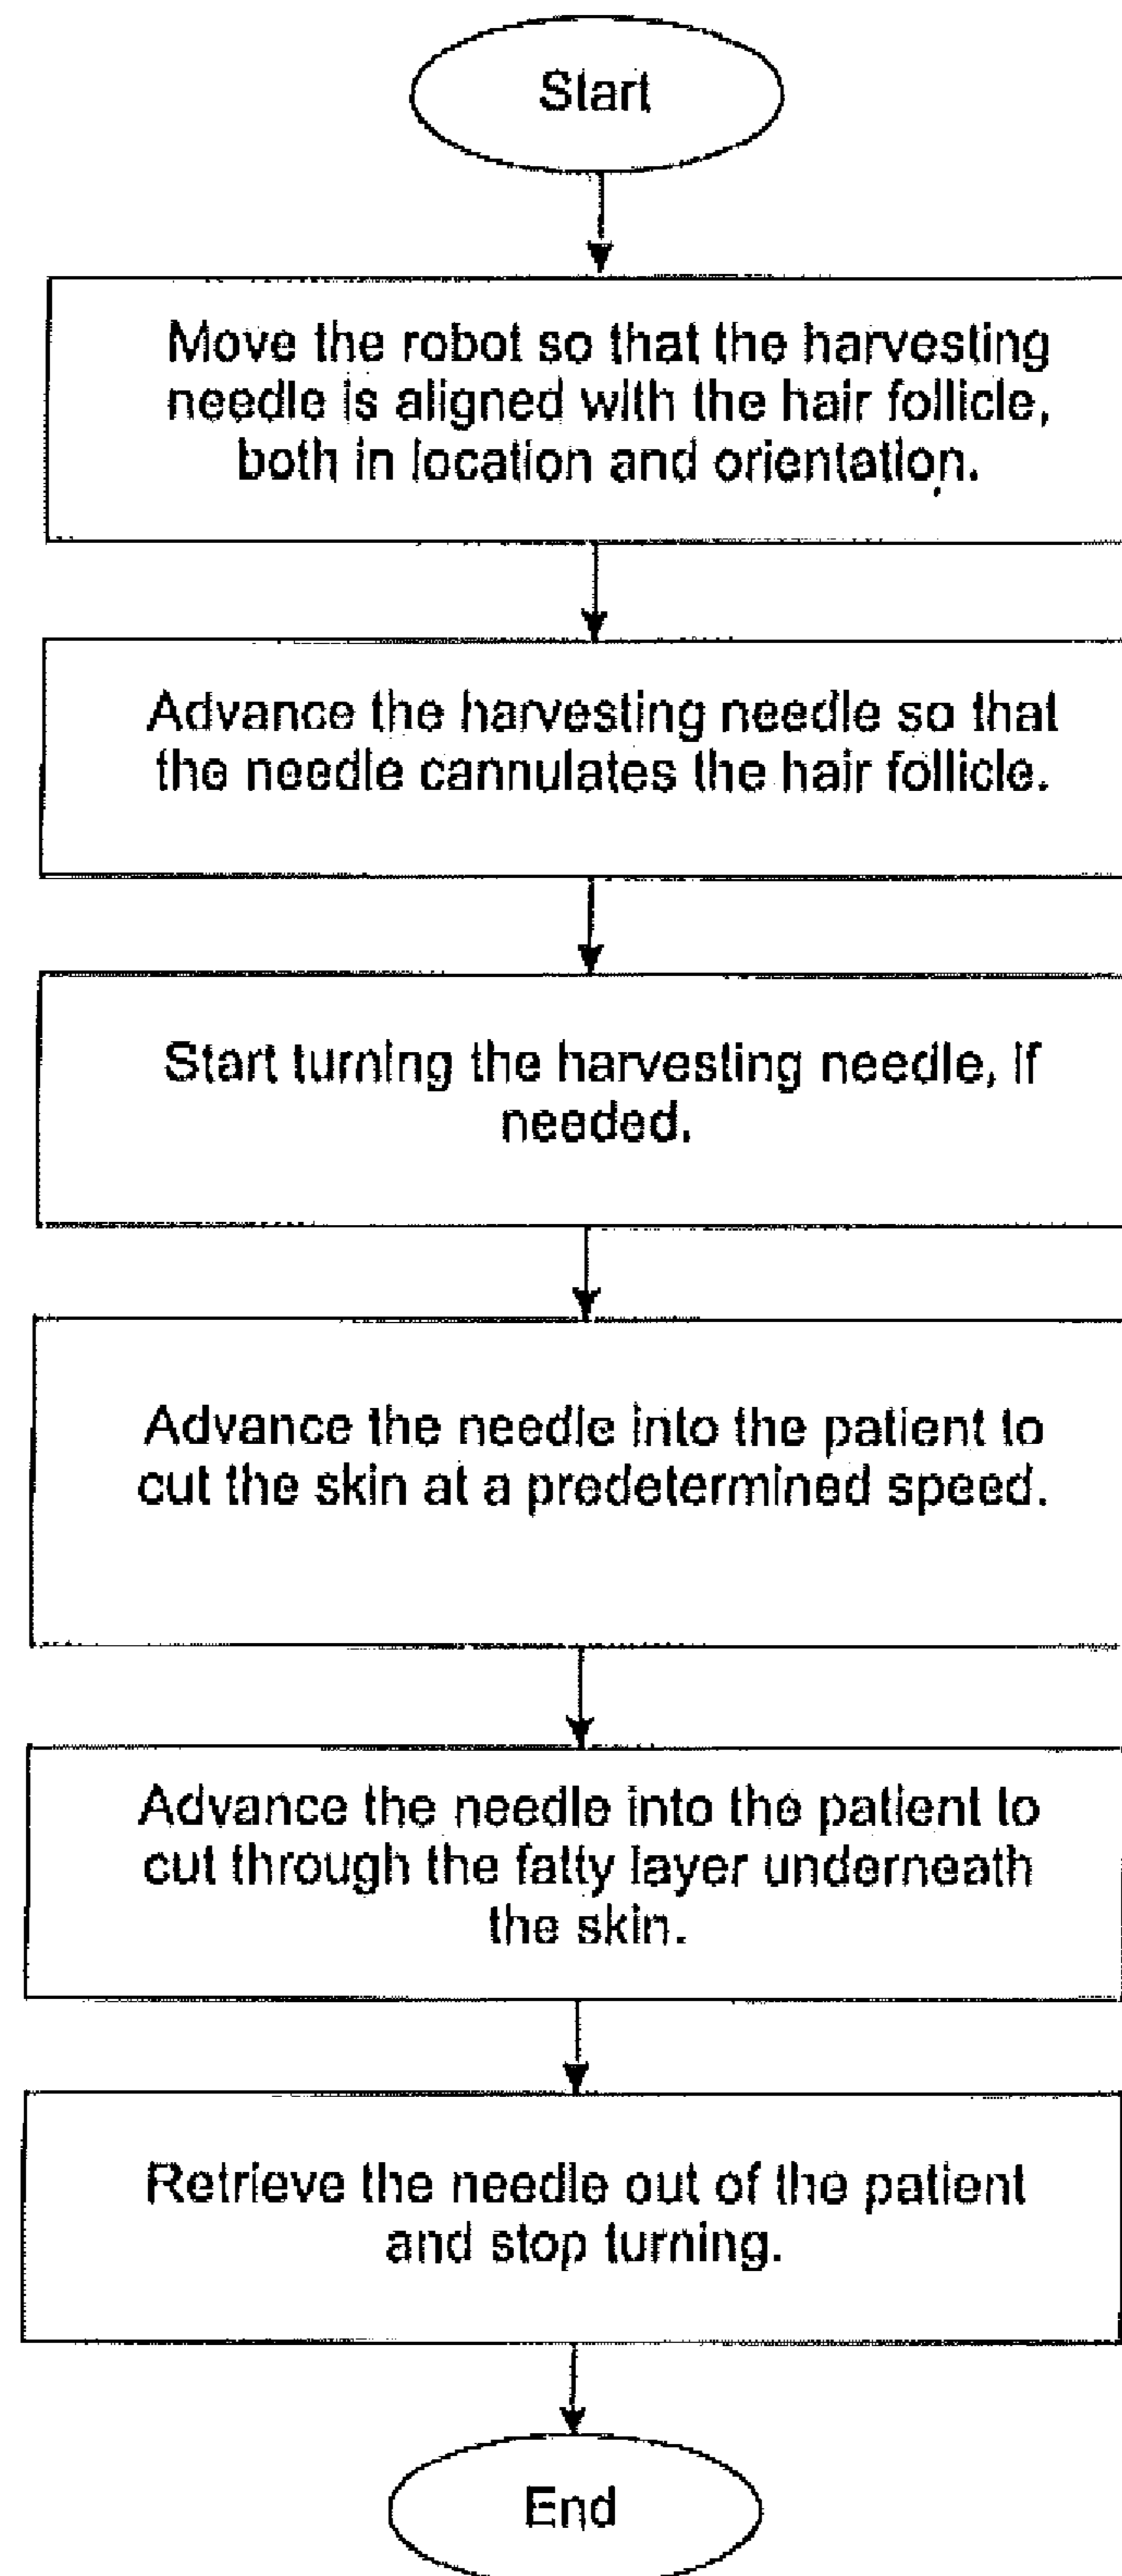 Start
Move the robot so that the harvesting
needle is aligned with the hair follicle,
both in location and orientation.
Advance the harvesting needle so that
the needle cannulates the hair follicle.
Start turning the harvesting needle, if
needed.
Advance the needle into the patient to
cut the skin at a predetermined speed.
Advance the needle into the patient to
cut through the fatty layer underneath
the skin.
Retrieve the needle out of the patient
and stop turning.
End